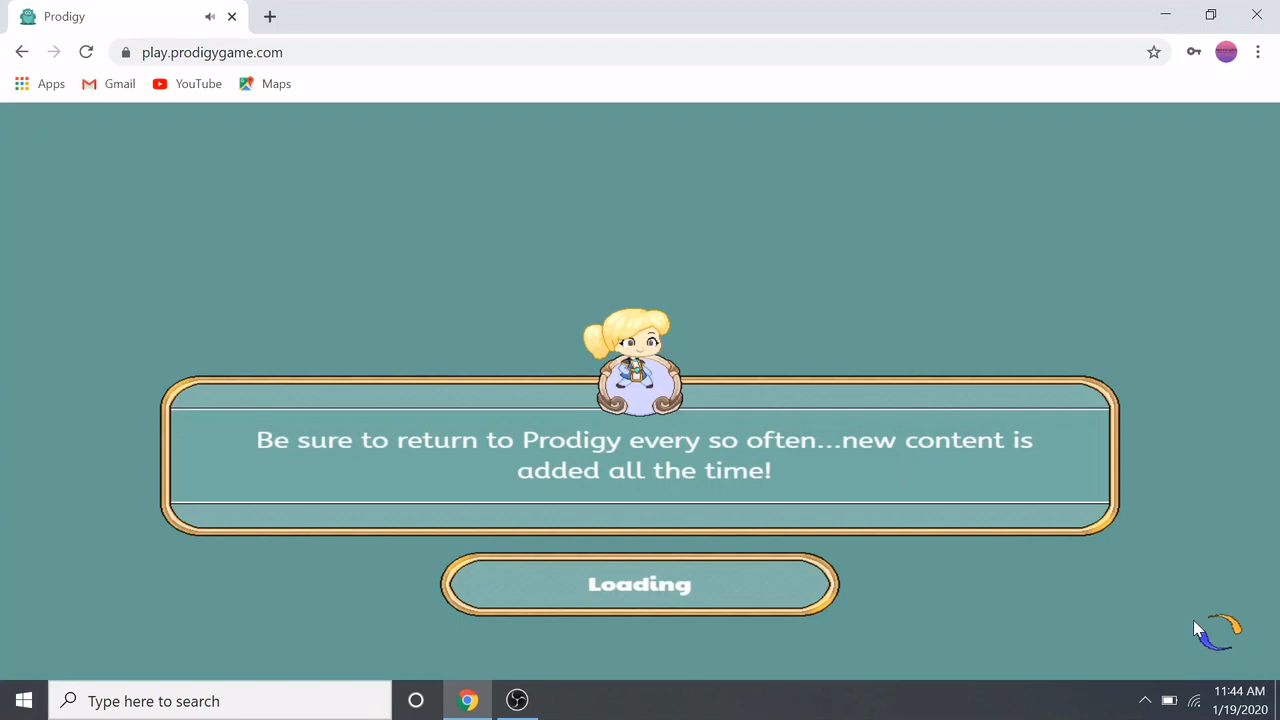 Prodigy
play.prodigygame.com
Apps Gmail YouTube Maps
Be sure to return to Prodigy every so often...new content is
added all the time!
Loading
Type here to search
11:44 AM
1/19/2020